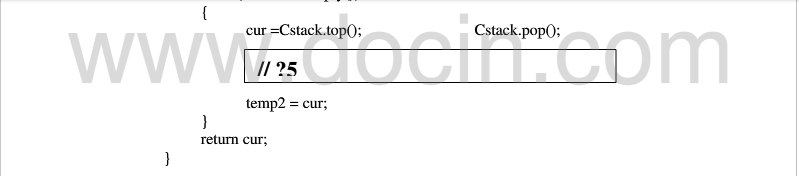 {
cur =Cstack.top(); Cstack.pop();
www.docin.com
// ?5
temp2 = cur;
}
return cur;
}